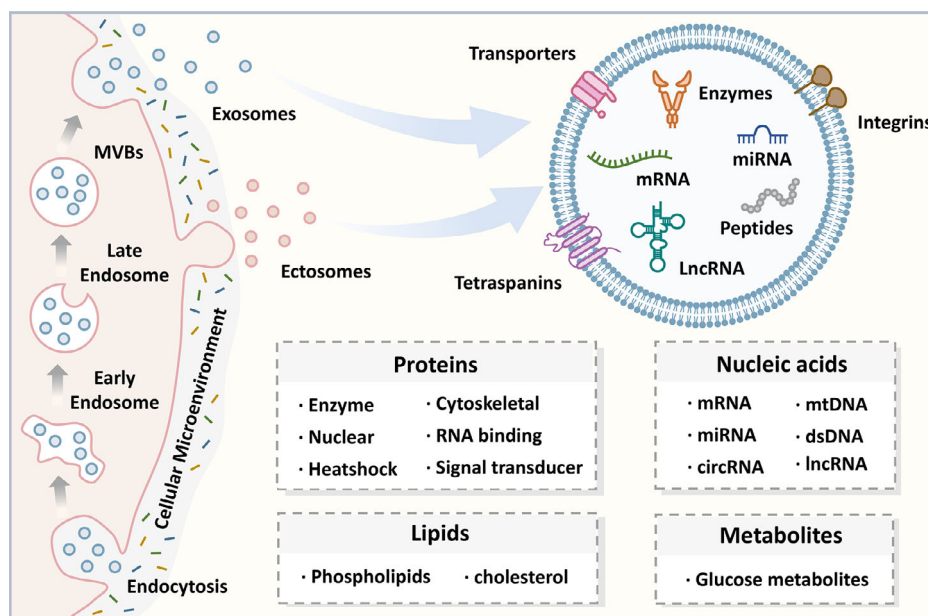 Transporters
Exosomes
Enzymes
Integrins
MVBs
miRNA
mRNA
Peptides
Late
Endosome
Ectosomes
LncRNA
Tetraspanins
Early
Endosome
Cellular Microenvironment
Endocytosis
Proteins
· Enzyme · Cytoskeletal
· Nuclear · RNA binding
· Heatshock · Signal transducer
Nucleic acids
· mRNA · mtDNA
· miRNA · dsDNA
· circRNA · lncRNA
Lipids
· Phospholipids · cholesterol
Metabolites
· Glucose metabolites